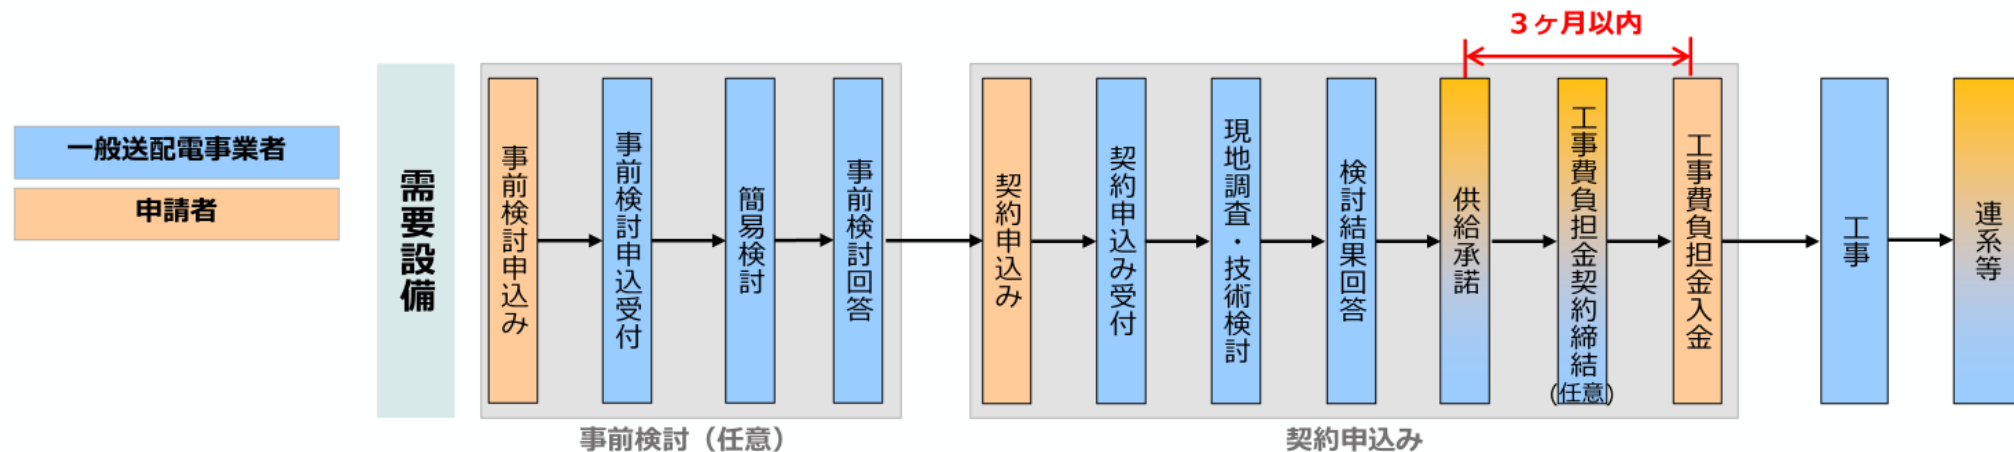 3ヶ月以内
一般送配電事業者
申請者
需要設備
事前検討申込み
事前検討申込受付
簡易検討
事前検討回答
契約申込み
契約申込み受付
現地調査・技術検討
検討結果回答
供給承諾
工事費負担金契約締結
(任意)
工事費負担金入金
工事
連系等
事前検討（任意）
契約申込み